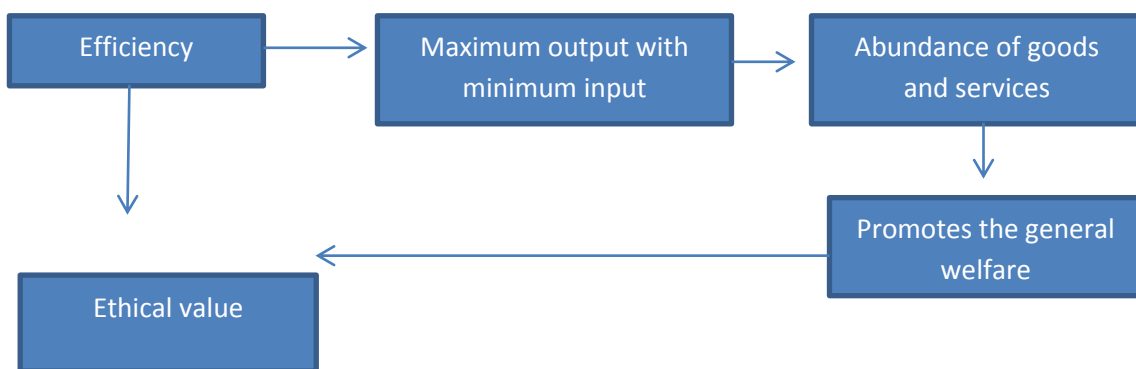 Efficiency
Maximum output with
minimum input
Abundance of goods
and services
Promotes the general
welfare
Ethical value